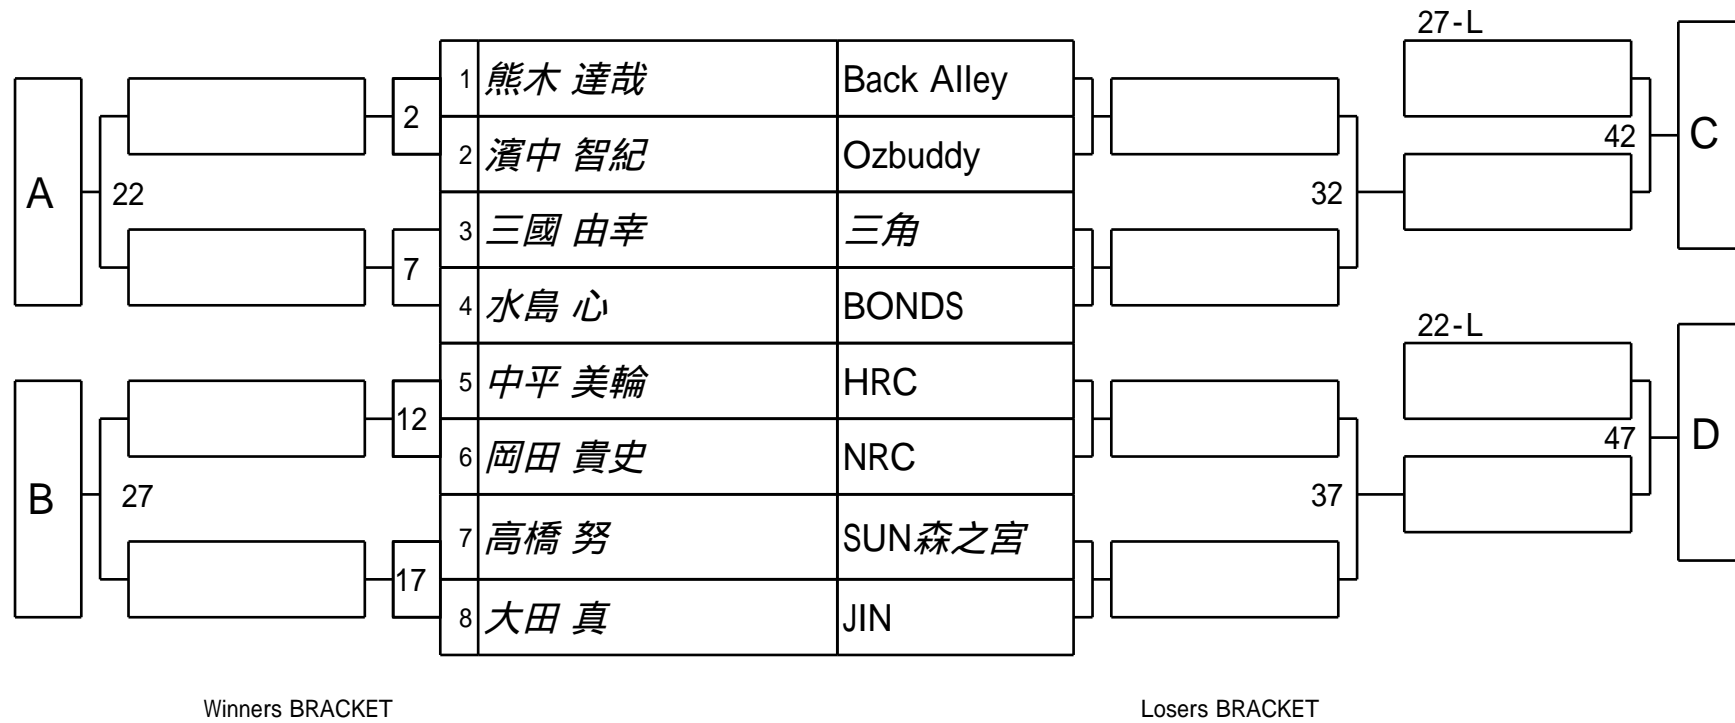 27-L
1 熊木 達哉 Back Alley
2
42 C
2 濱中 智紀 Ozbuddy
A 22 32
3 三國 由幸 三角
7
4 水島 心 BONDS
22-L
5 中平 美輪 HRC
12
47 D
6 岡田 貴史 NRC
B 27 37
7 高橋 努 SUN森之宮
17
8 大田 真 JIN
Winners BRACKET Losers BRACKET